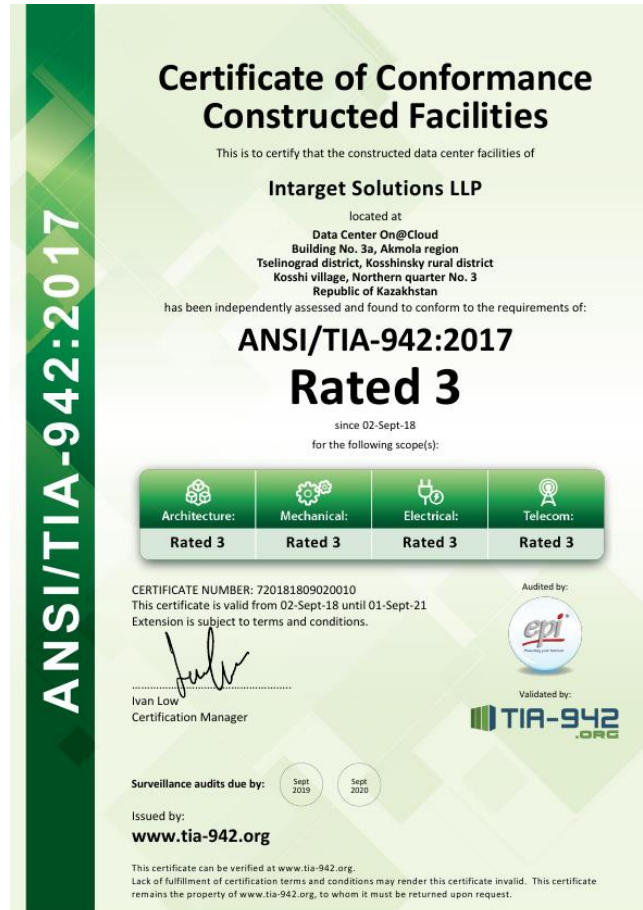 ANSI/TIA-942:2017
Certificate of Conformance
Constructed Facilities
This is to certify that the constructed data center facilities of
Intarget Solutions LLP
located at
Data Center On@Cloud
Building No. 3a, Akmola region
Tselinograd district, Kosshinsky rural district
Kosshi village, Northern quarter No. 3
Republic of Kazakhstan
has been independently assessed and found to conform to the requirements of:
ANSI/TIA-942:2017
Rated 3
since 02-Sept-18
for the following scope(s):
Architecture: Mechanical: Electrical: Telecom:
Rated 3 Rated 3 Rated 3 Rated 3
CERTIFICATE NUMBER: 720181809020010
This certificate is valid from 02-Sept-18 until 01-Sept-21
Extension is subject to terms and conditions.
Audited by:
epi
Ivan Low
Certification Manager
Validated by:
TIA-942
.ORG
Surveillance audits due by:
Sept
2019
Sept
2020
Issued by:
www.tia-942.org
This certificate can be verified at www.tia-942.org.
Lack of fulfillment of certification terms and conditions may render this certificate invalid. This certificate
remains the property of www.tia-942.org, to whom it must be returned upon request.